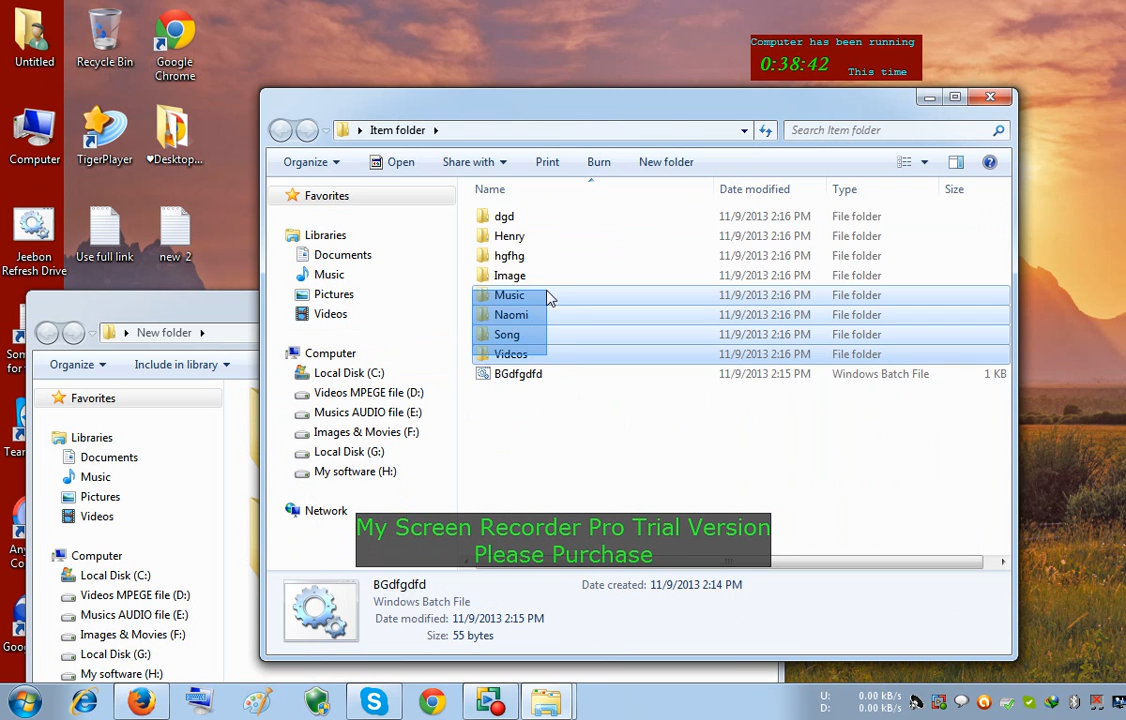 Untitled
Recycle Bin
Google
Chrome
Computer
TigerPlayer
♥Desktop...
Jeebon
Refresh Drive
Use full link
new 2
Computer has been running
0:38:42
This time
Item folder
Search Item folder
Organize
Open
Share with
Print
Burn
New folder
Favorites
Libraries
Documents
Music
Pictures
Videos
Computer
Local Disk (C:)
Videos MPEGE file (D:)
Musics AUDIO file (E:)
Images & Movies (F:)
Local Disk (G:)
My software (H:)
Network
Name Date modified Type Size
dgd 11/9/2013 2:16 PM File folder
Henry 11/9/2013 2:16 PM File folder
hgfhg 11/9/2013 2:16 PM File folder
Image 11/9/2013 2:16 PM File folder
Music 11/9/2013 2:16 PM File folder
Naomi 11/9/2013 2:16 PM File folder
Song 11/9/2013 2:16 PM File folder
Videos 11/9/2013 2:16 PM File folder
BGdfgdfd 11/9/2013 2:15 PM Windows Batch File 1 KB
My Screen Recorder Pro Trial Version
Please Purchase
BGdfgdfd Date created: 11/9/2013 2:14 PM
Windows Batch File
Date modified: 11/9/2013 2:15 PM
Size: 55 bytes
New folder
Organize
Include in library
Favorites
Libraries
Documents
Music
Pictures
Videos
Computer
Local Disk (C:)
Videos MPEGE file (D:)
Musics AUDIO file (E:)
Images & Movies (F:)
Local Disk (G:)
My software (H:)
U: 0.00 kB/s
D: 0.00 kB/s